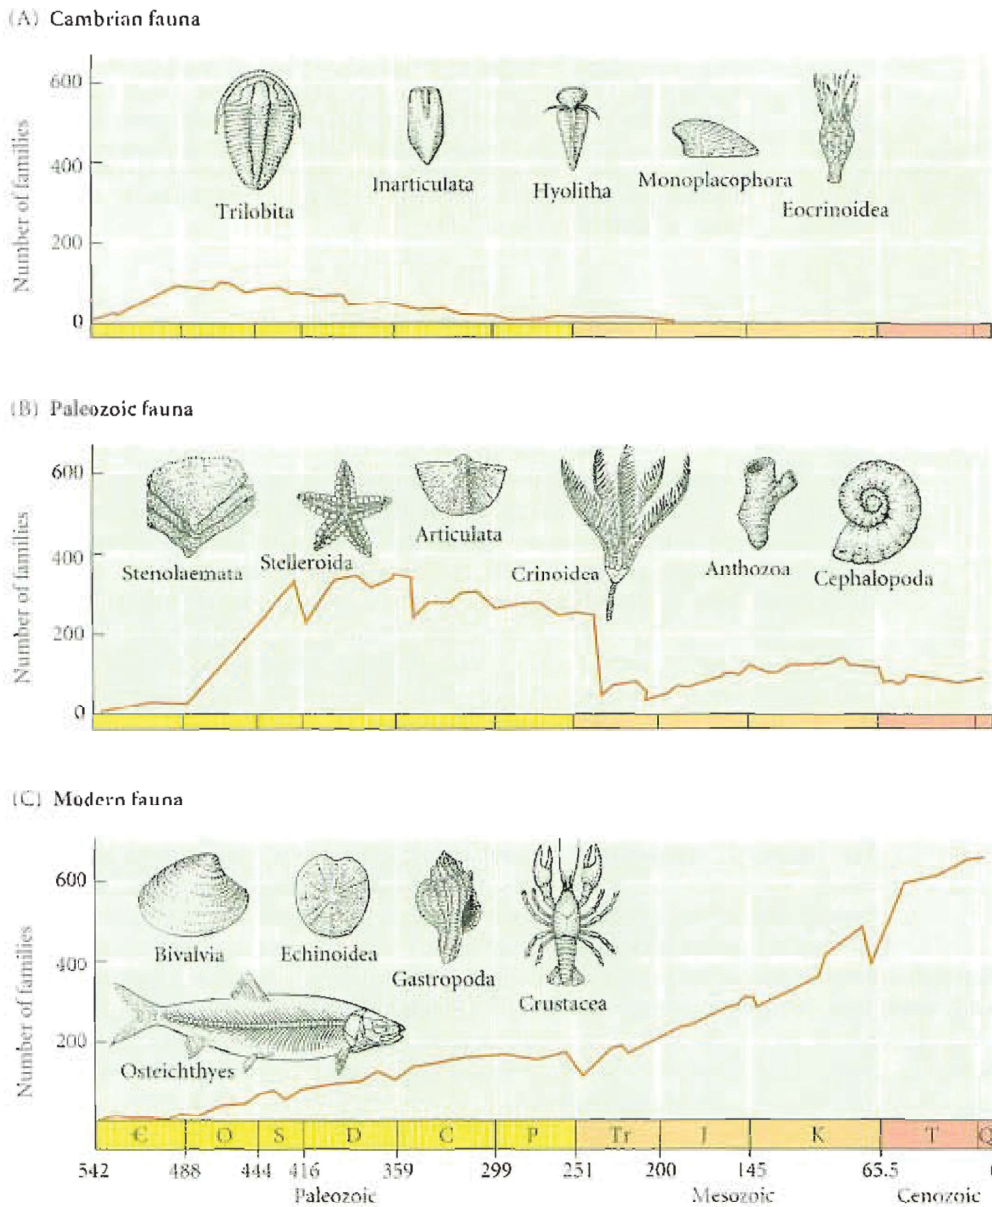 (A) Cambrian fauna
Number of families
600
400
200
0
Trilobita
Inarticulata
Hyolitha
Monoplacophora
Eocrinoidea
(B) Paleozoic fauna
Number of families
600
400
200
0
Stenolaemata
Stelleroida
Articulata
Crinoidea
Anthozoa
Cephalopoda
(C) Modern fauna
Number of families
600
400
200
Bivalvia
Echinoidea
Gastropoda
Crustacea
Osteichthyes
Є O S D C P Tr J K T Q
542 488 444 416 359 299 251 200 145 65.5 0
Paleozoic Mesozoic Cenozoic